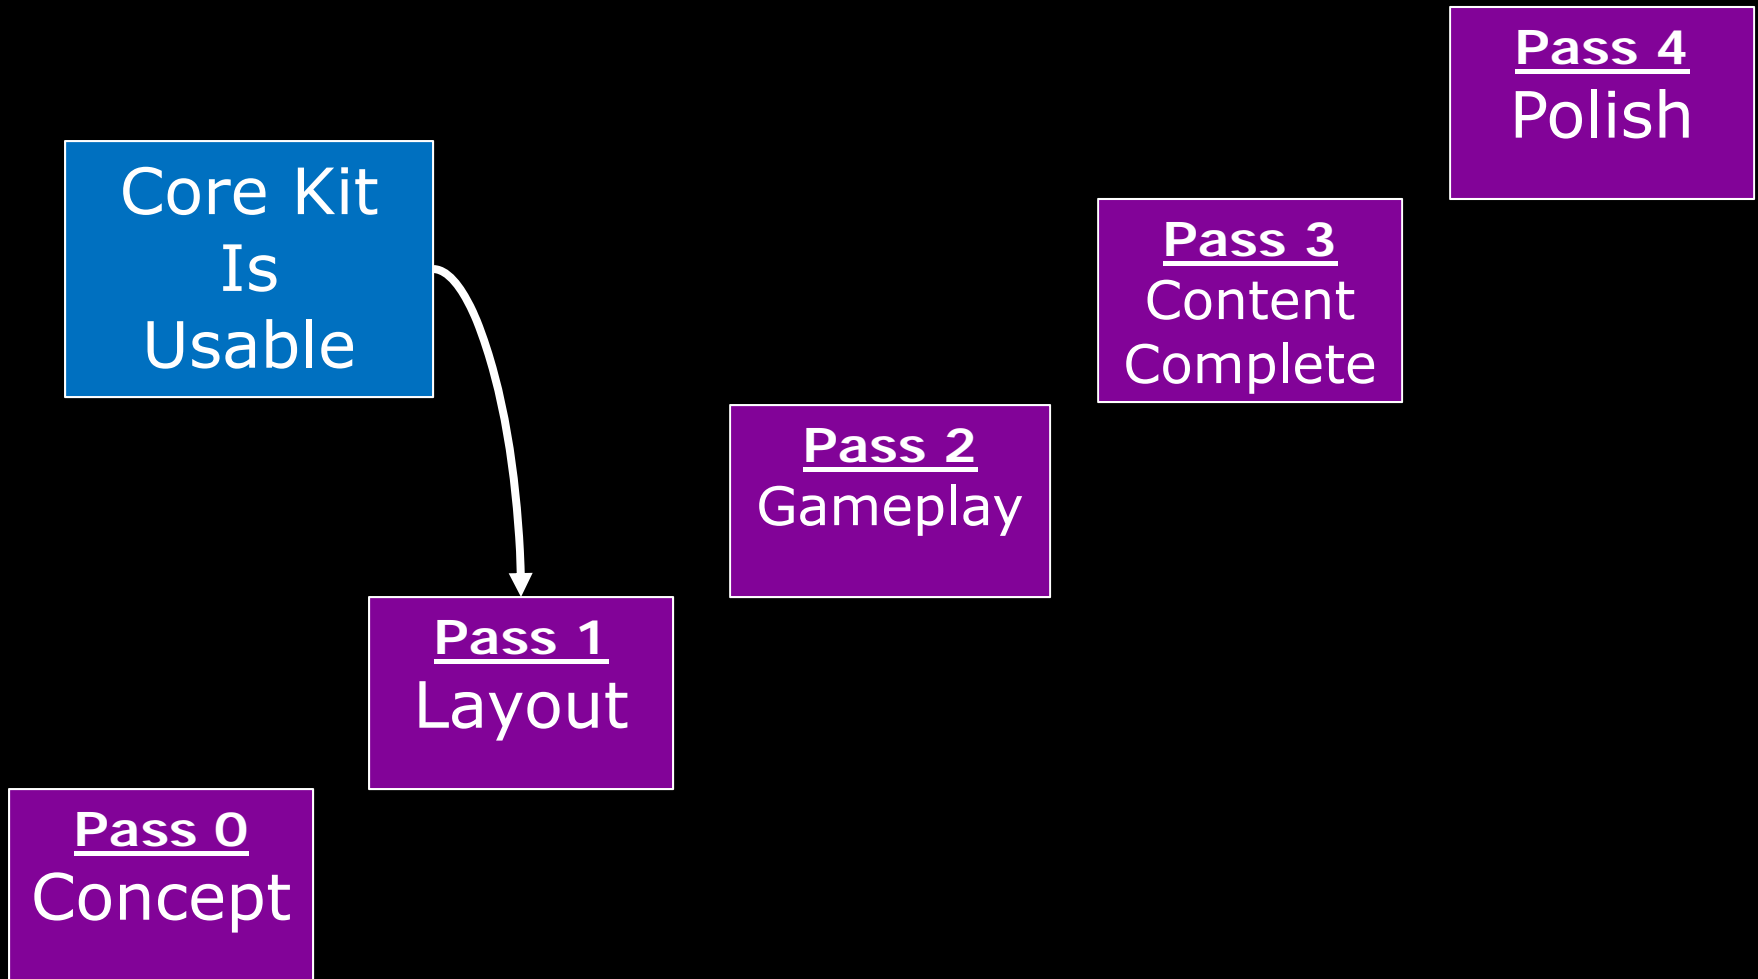 Pass 4
Polish
Core Kit
Is
Usable
Pass 3
Content
Complete
Pass 2
Gameplay
Pass 1
Layout
Pass 0
Concept